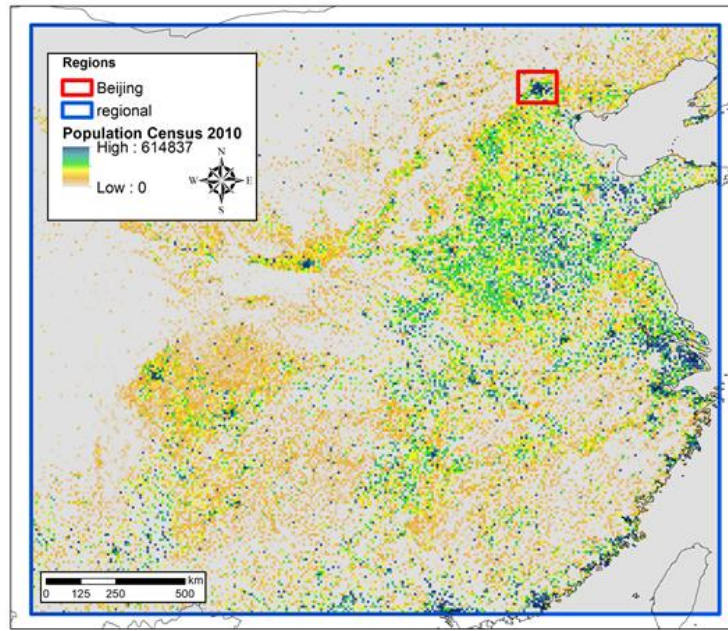 Regions
Beijing
regional
Population Census 2010
High : 614837
Low : 0
N
W E
S
km
0 125 250 500